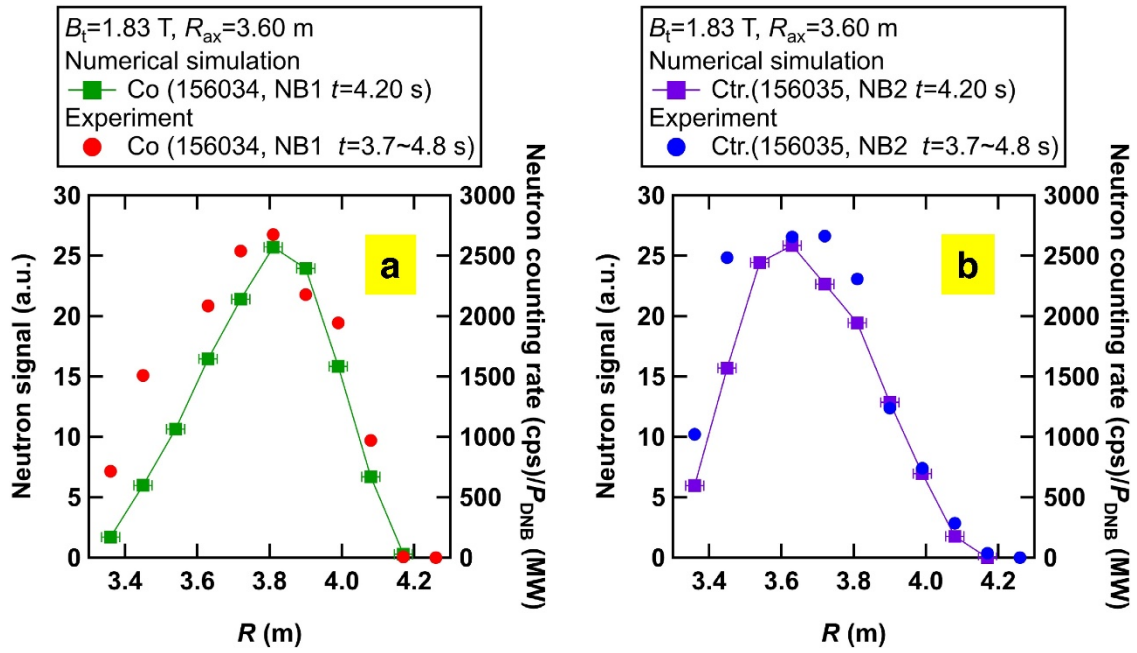 Bt=1.83 T, Rax=3.60 m
Numerical simulation
Co (156034, NB1 t=4.20 s)
Experiment
Co (156034, NB1 t=3.7~4.8 s)
30
25
20
15
10
5
0
Neutron signal (a.u.)
a
3000
2500
2000
1500
1000
500
0
Neutron counting rate (cps)/PDNB (MW)
3.4 3.6 3.8 4.0 4.2
R (m)
Bt=1.83 T, Rax=3.60 m
Numerical simulation
Ctr.(156035, NB2 t=4.20 s)
Experiment
Ctr.(156035, NB2 t=3.7~4.8 s)
30
25
20
15
10
5
0
Neutron signal (a.u.)
b
3000
2500
2000
1500
1000
500
0
Neutron counting rate (cps)/PDNB (MW)
3.4 3.6 3.8 4.0 4.2
R (m)